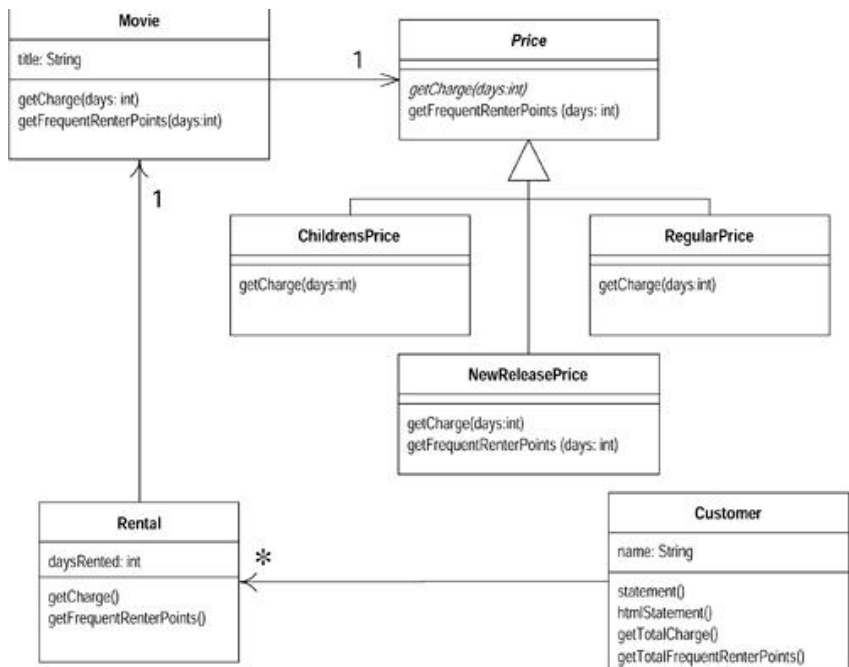 Movie
title: String
getCharge(days: int)
getFrequentRenterPoints(days:int)
1
Price
getCharge(days:int)
getFrequentRenterPoints (days: int)
1
ChildrensPrice
getCharge(days:int)
RegularPrice
getCharge(days:int)
NewReleasePrice
getCharge(days:int)
getFrequentRenterPoints (days: int)
Rental
daysRented: int
getCharge()
getFrequentRenterPoints()
*
Customer
name: String
statement()
htmlStatement()
getTotalCharge()
getTotalFrequentRenterPoints()